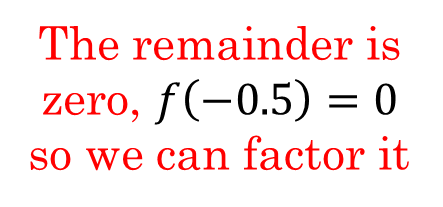 The remainder is
zero, f(−0.5) = 0
so we can factor it